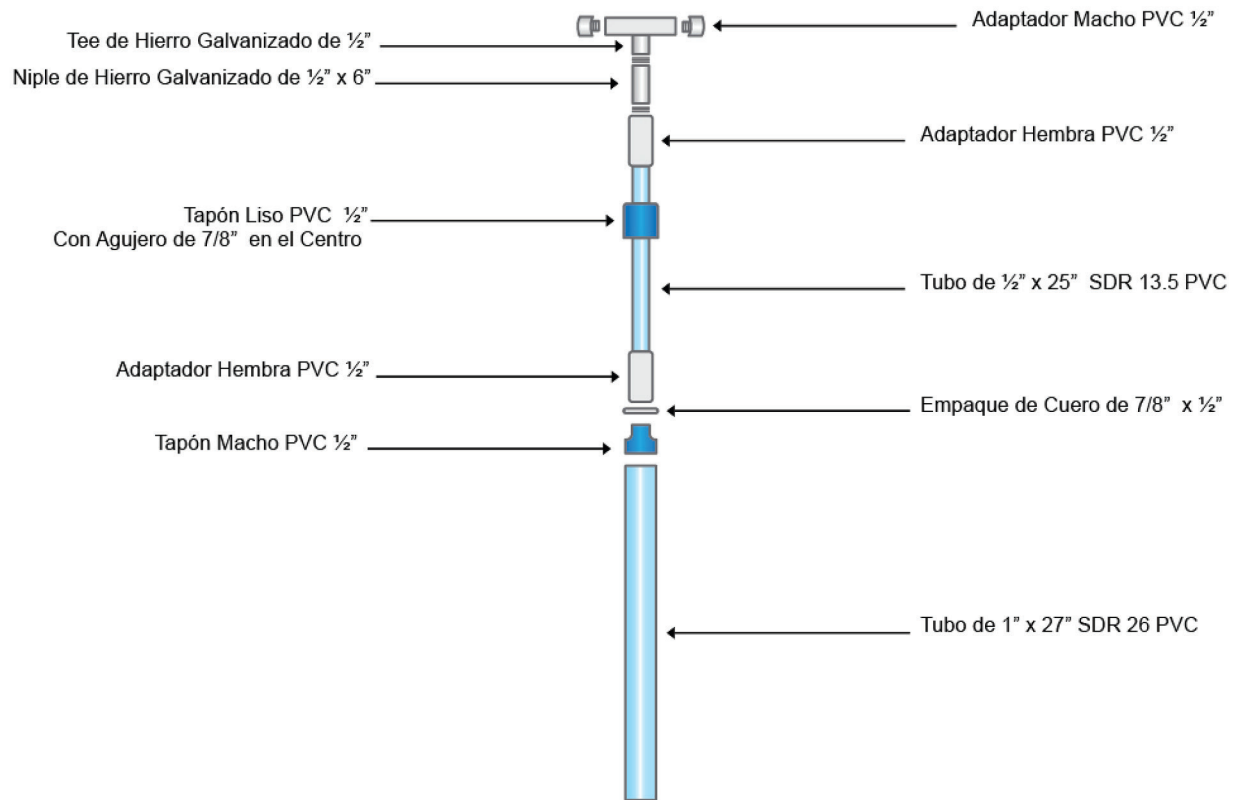 Adaptador Macho PVC ½”
Tee de Hierro Galvanizado de ½”
Niple de Hierro Galvanizado de ½” x 6”
Adaptador Hembra PVC ½”
Tapón Liso PVC ½”
Con Agujero de 7/8” en el Centro
Tubo de ½” x 25” SDR 13.5 PVC
Adaptador Hembra PVC ½”
Empaque de Cuero de 7/8” x ½”
Tapón Macho PVC ½”
Tubo de 1” x 27” SDR 26 PVC